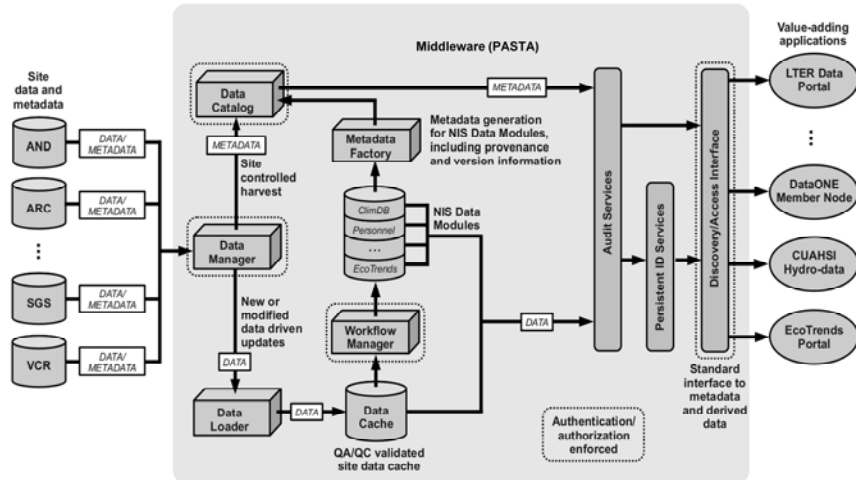 Middleware (PASTA)
Site
data and
metadata
AND
DATA/
METADATA
ARC
DATA/
METADATA
⋮
SGS
DATA/
METADATA
VCR
DATA/
METADATA
Data
Catalog
METADATA
Site
controlled
harvest
Data
Manager
New or
modified
data driven
updates
DATA
Data
Loader
DATA
Metadata
Factory
Metadata generation
for NIS Data Modules,
including provenance
and version information
ClimDB
Personnel
...
EcoTrends
NIS Data
Modules
Workflow
Manager
Data
Cache
QA/QC validated
site data cache
METADATA
DATA
Audit Services
Persistent ID Services
Discovery/Access Interface
Standard
interface to
metadata
and derived
data
Authentication/
authorization
enforced
Value-adding
applications
LTER Data
Portal
⋮
DataONE
Member Node
CUAHSI
Hydro-data
EcoTrends
Portal